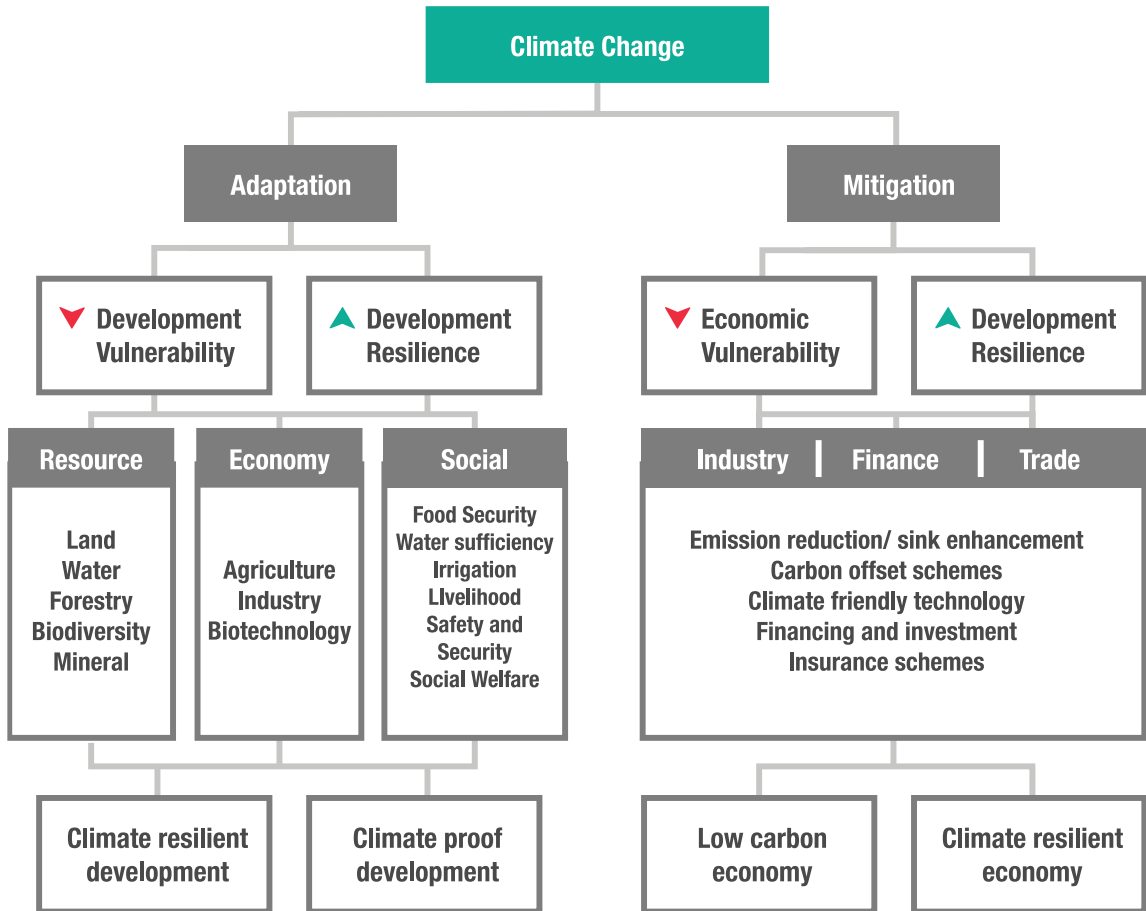 Climate Change
Adaptation
Mitigation
Development
Vulnerability
Development
Resilience
Economic
Vulnerability
Development
Resilience
Resource
Land
Water
Forestry
Biodiversity
Mineral
Economy
Agriculture
Industry
Biotechnology
Social
Food Security
Water sufficiency
Irrigation
LIvelihood
Safety and
Security
Social Welfare
Industry | Finance | Trade
Emission reduction/ sink enhancement
Carbon offset schemes
Climate friendly technology
Financing and investment
Insurance schemes
Climate resilient
development
Climate proof
development
Low carbon
economy
Climate resilient
economy